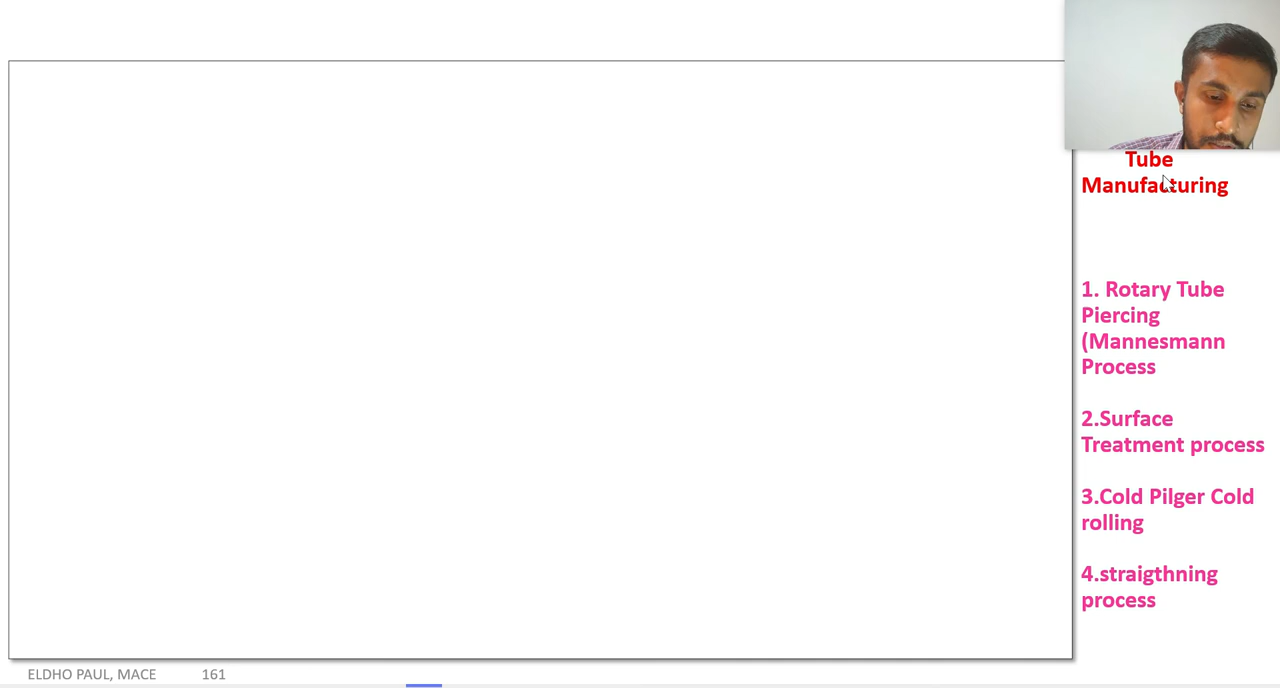 Tube
Manufacturing
1. Rotary Tube
Piercing
(Mannesmann
Process
2.Surface
Treatment process
3.Cold Pilger Cold
rolling
4.straigthning
process
ELDHO PAUL, MACE 161